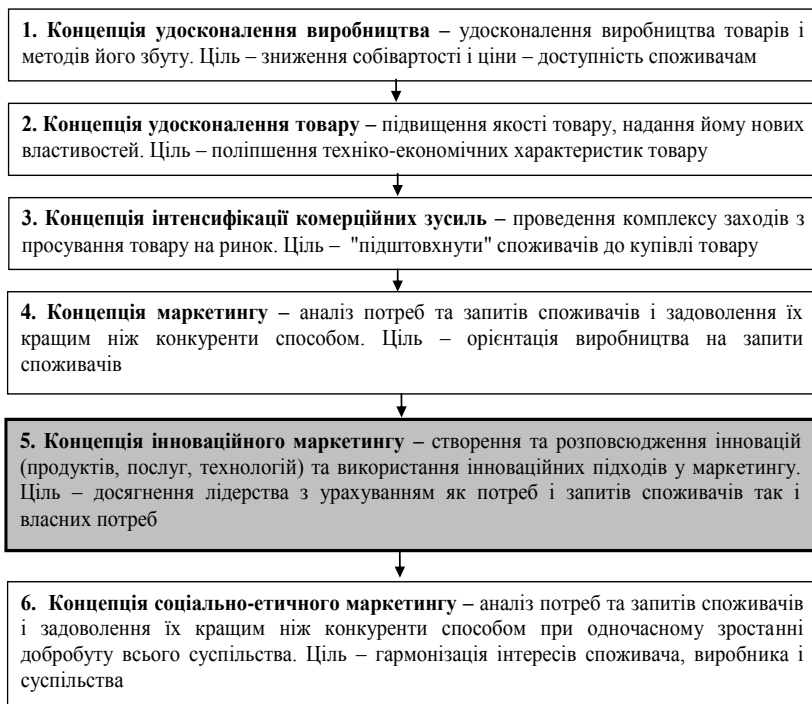 1. Концепція удосконалення виробництва – удосконалення виробництва товарів і
методів його збуту. Ціль – зниження собівартості і ціни – доступність споживачам
2. Концепція удосконалення товару – підвищення якості товару, надання йому нових
властивостей. Ціль – поліпшення техніко-економічних характеристик товару
3. Концепція інтенсифікації комерційних зусиль – проведення комплексу заходів з
просування товару на ринок. Ціль – "підштовхнути" споживачів до купівлі товару
4. Концепція маркетингу – аналіз потреб та запитів споживачів і задоволення їх
кращим ніж конкуренти способом. Ціль – орієнтація виробництва на запити
споживачів
5. Концепція інноваційного маркетингу – створення та розповсюдження інновацій
(продуктів, послуг, технологій) та використання інноваційних підходів у маркетингу.
Ціль – досягнення лідерства з урахуванням як потреб і запитів споживачів так і
власних потреб
6. Концепція соціально-етичного маркетингу – аналіз потреб та запитів споживачів
і задоволення їх кращим ніж конкуренти способом при одночасному зростанні
добробуту всього суспільства. Ціль – гармонізація інтересів споживача, виробника і
суспільства